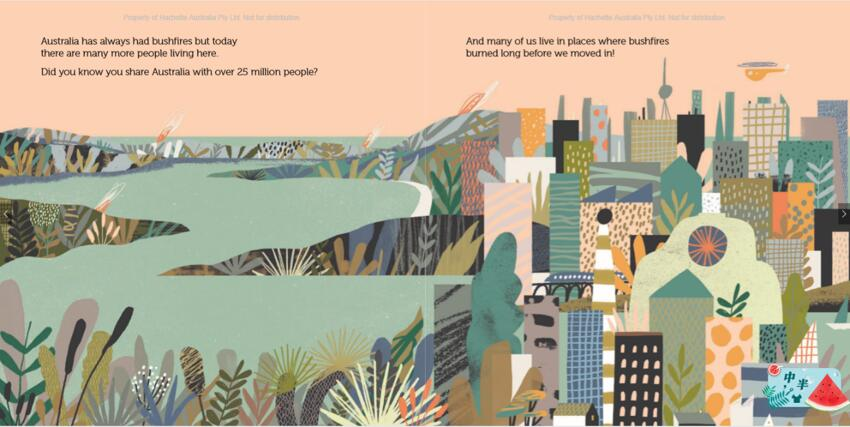 Property of Hachette Australia Pty Ltd. Not for distribution.
Australia has always had bushfires but today
there are many more people living here.
Did you know you share Australia with over 25 million people?
Property of Hachette Australia Pty Ltd. Not for distribution.
And many of us live in places where bushfires
burned long before we moved in!
中半